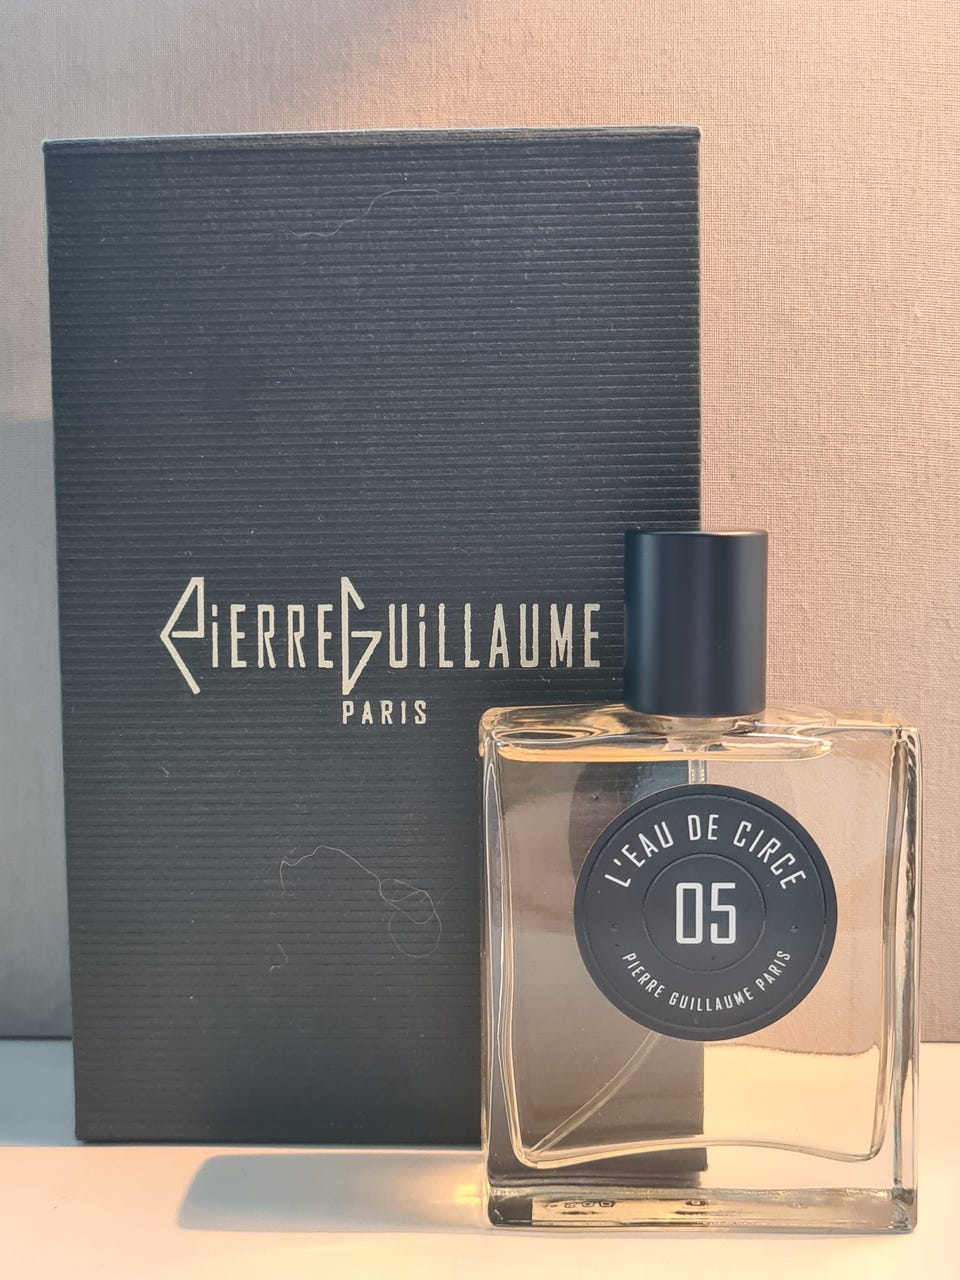 PiERREGUiLLAUME
PARIS
L'EAU DE CIRCE
05
PIERRE GUILLAUME PARIS